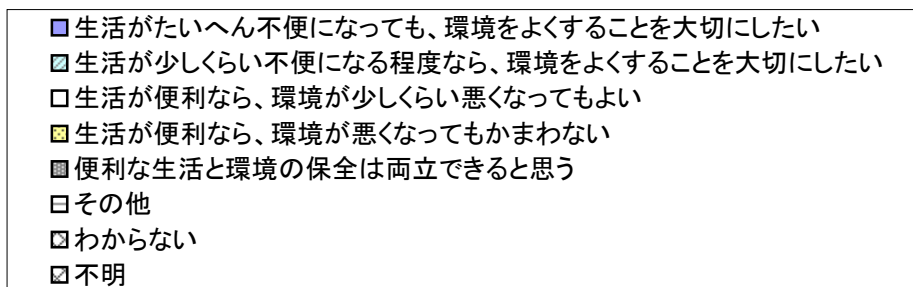 生活がたいへん不便になっても、環境をよくすることを大切にしたい
生活が少しくらい不便になる程度なら、環境をよくすることを大切にしたい
生活が便利なら、環境が少しくらい悪くなってもよい
生活が便利なら、環境が悪くなってもかまわない
便利な生活と環境の保全は両立できると思う
その他
わからない
不明